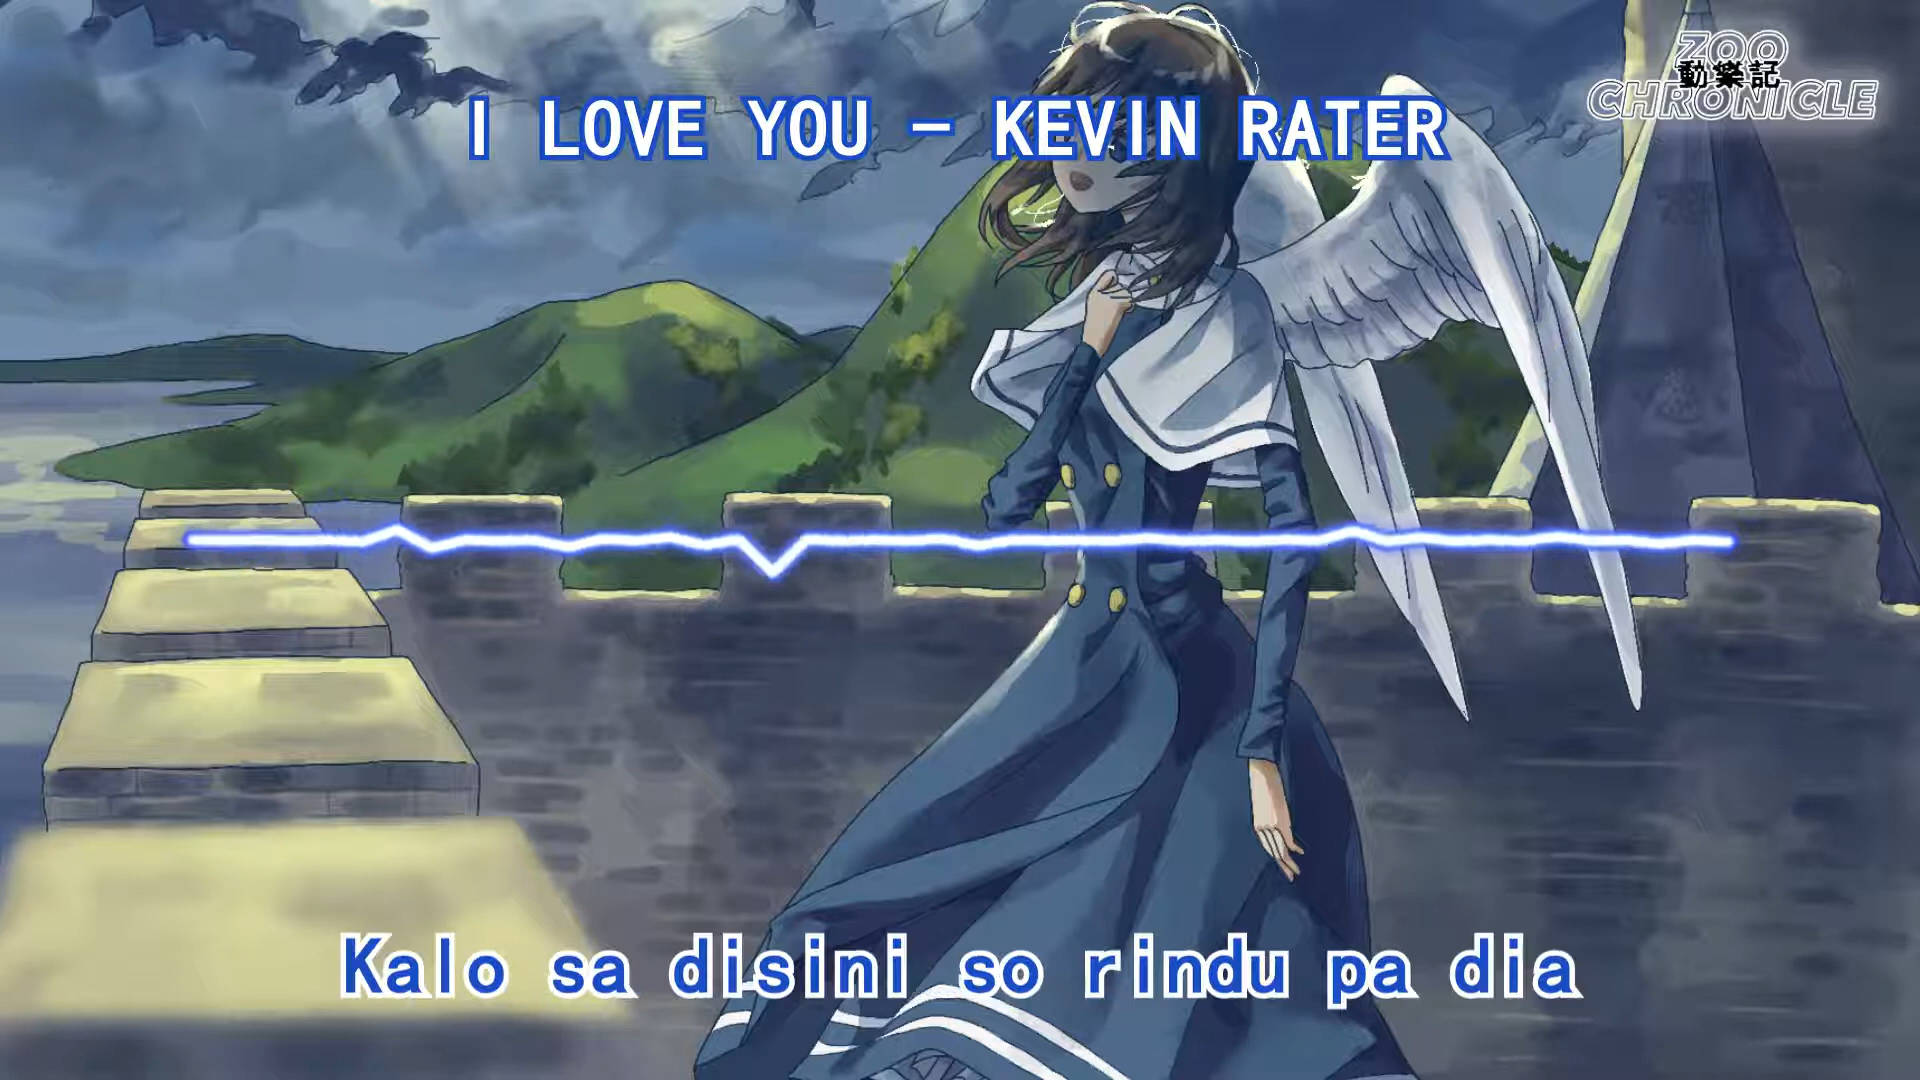 ZOO
動樂記
CHRONICLE
I LOVE YOU - KEVIN RATER
Kalo sa disini so rindu pa dia